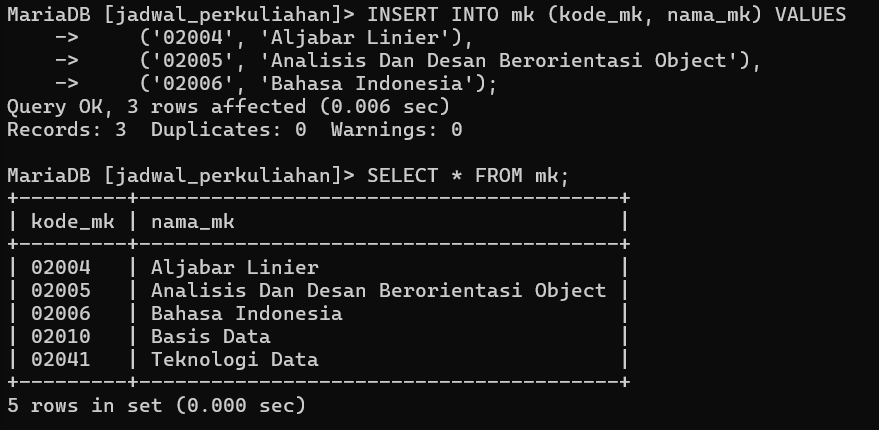 MariaDB [jadwal_perkuliahan]> INSERT INTO mk (kode_mk, nama_mk) VALUES
    ->     ('02004', 'Aljabar Linier'),
    ->     ('02005', 'Analisis Dan Desan Berorientasi Object'),
    ->     ('02006', 'Bahasa Indonesia');
Query OK, 3 rows affected (0.006 sec)
Records: 3  Duplicates: 0  Warnings: 0

MariaDB [jadwal_perkuliahan]> SELECT * FROM mk;
+---------+----------------------------------------+
| kode_mk | nama_mk                                |
+---------+----------------------------------------+
| 02004   | Aljabar Linier                         |
| 02005   | Analisis Dan Desan Berorientasi Object |
| 02006   | Bahasa Indonesia                       |
| 02010   | Basis Data                             |
| 02041   | Teknologi Data                         |
+---------+----------------------------------------+
5 rows in set (0.000 sec)